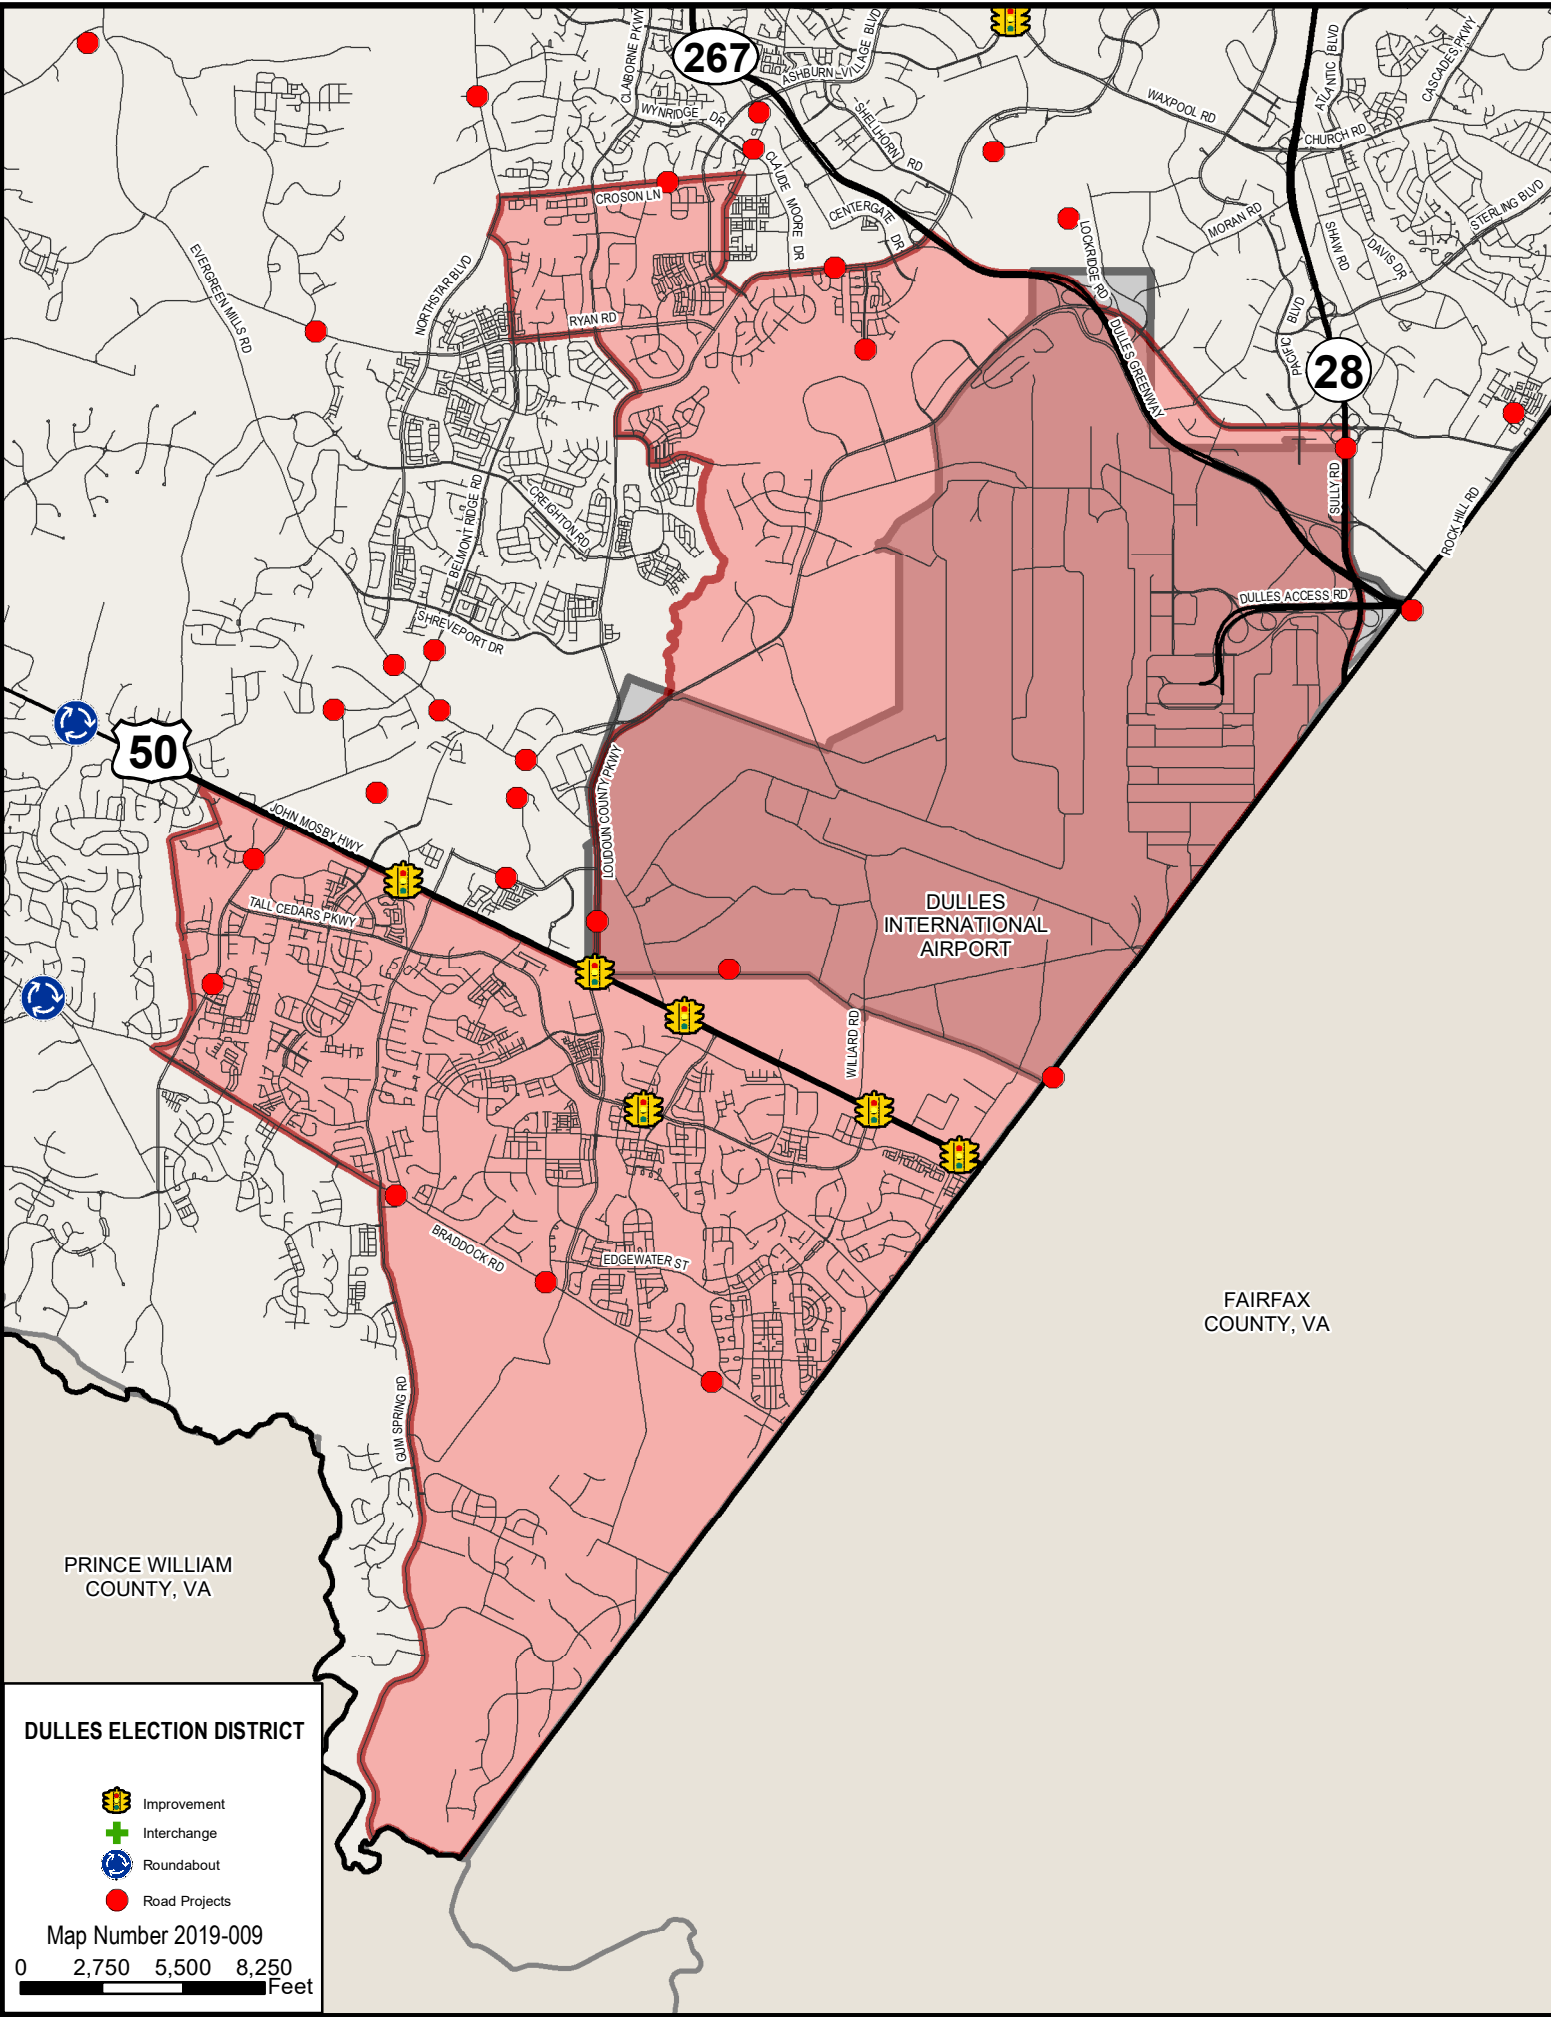 267
CLAIBORNE PKWY
ASHBURN VILLAGE BLVD
WYNRIDGE DR
SHELLHORN RD
WAXPOOL RD
ATLANTIC BLVD
CASCADES PKWY
CHURCH RD
CLAUDE MOORE DR
CROSON LN
CENTERGATE DR
LOCKRIDGE RD
MORAN RD
SHAW RD
DAVIS DR
STERLING BLVD
EVERGREEN MILLS RD
NORTHSTAR BLVD
RYAN RD
PACIFIC BLVD
DULLES GREENWAY
28
BELMONT RIDGE RD
CREIGHTON RD
SULLY RD
ROCK HILL RD
SHREVEPORT DR
DULLES ACCESS RD
50
JOHN MOSBY HWY
LOUDOUN COUNTY PKWY
TALL CEDARS PKWY
DULLES
INTERNATIONAL
AIRPORT
WILLARD RD
BRADDOCK RD
EDGEWATER ST
FAIRFAX
COUNTY, VA
GUM SPRING RD
PRINCE WILLIAM
COUNTY, VA
DULLES ELECTION DISTRICT
Improvement
Interchange
Roundabout
Road Projects
Map Number 2019-009
0 2,750 5,500 8,250
Feet